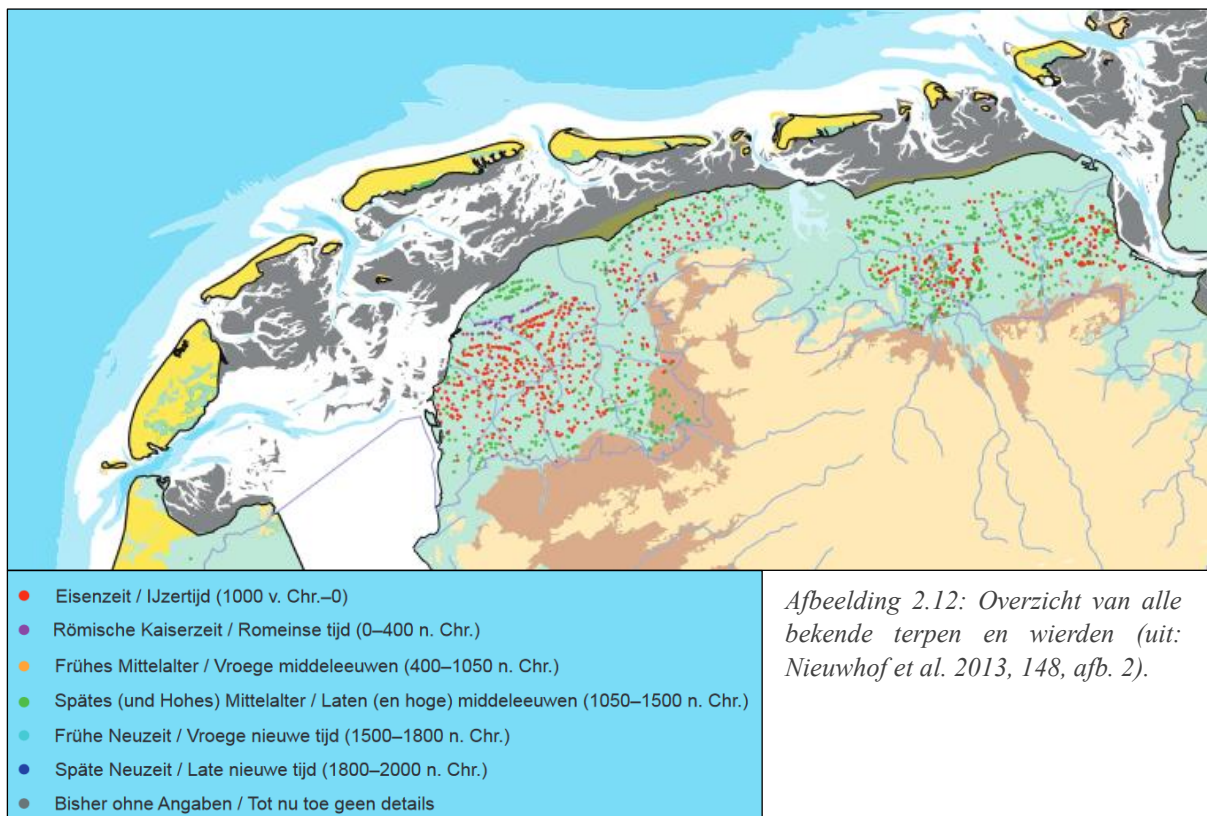 Eisenzeit / IJzertijd (1000 v. Chr.–0)
Römische Kaiserzeit / Romeinse tijd (0–400 n. Chr.)
Frühes Mittelalter / Vroege middeleeuwen (400–1050 n. Chr.)
Spätes (und Hohes) Mittelalter / Laten (en hoge) middeleeuwen (1050–1500 n. Chr.)
Frühe Neuzeit / Vroege nieuwe tijd (1500–1800 n. Chr.)
Späte Neuzeit / Late nieuwe tijd (1800–2000 n. Chr.)
Bisher ohne Angaben / Tot nu toe geen details
Afbeelding 2.12: Overzicht van alle
bekende terpen en wierden (uit:
Nieuwhof et al. 2013, 148, afb. 2).